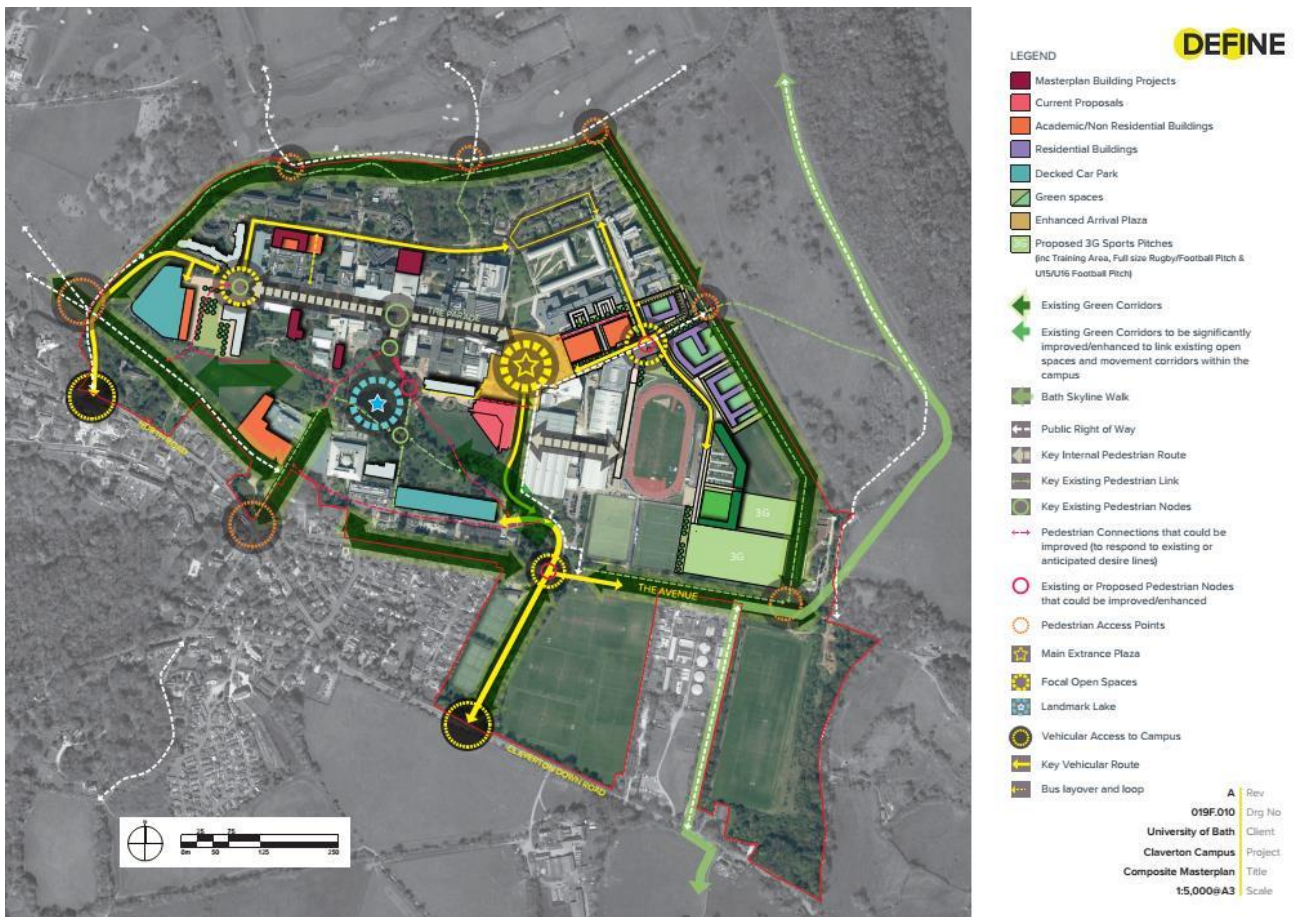 DEFINE
LEGEND
Masterplan Building Projects
Current Proposals
Academic/Non Residential Buildings
Residential Buildings
Decked Car Park
Green spaces
Enhanced Arrival Plaza
3G
Proposed 3G Sports Pitches
(inc Training Area, Full size Rugby/Football Pitch &
U15/U16 Football Pitch)
Existing Green Corridors
Existing Green Corridors to be significantly
improved/enhanced to link existing open
spaces and movement corridors within the
campus
Bath Skyline Walk
Public Right of Way
Key Internal Pedestrian Route
Key Existing Pedestrian Link
Key Existing Pedestrian Nodes
Pedestrian Connections that could be
improved (to respond to existing or
anticipated desire lines)
Existing or Proposed Pedestrian Nodes
that could be improved/enhanced
Pedestrian Access Points
Main Entrance Plaza
Focal Open Spaces
Landmark Lake
Vehicular Access to Campus
Key Vehicular Route
Bus layover and loop
A Rev
019F.010 Drg No
University of Bath Client
Claverton Campus Project
Composite Masterplan Title
1:5,000@A3 Scale
THE PARADE
NORTH ROAD
3G
3G
THE AVENUE
CLAVERTON DOWN ROAD
25 75
0m 50 125 250